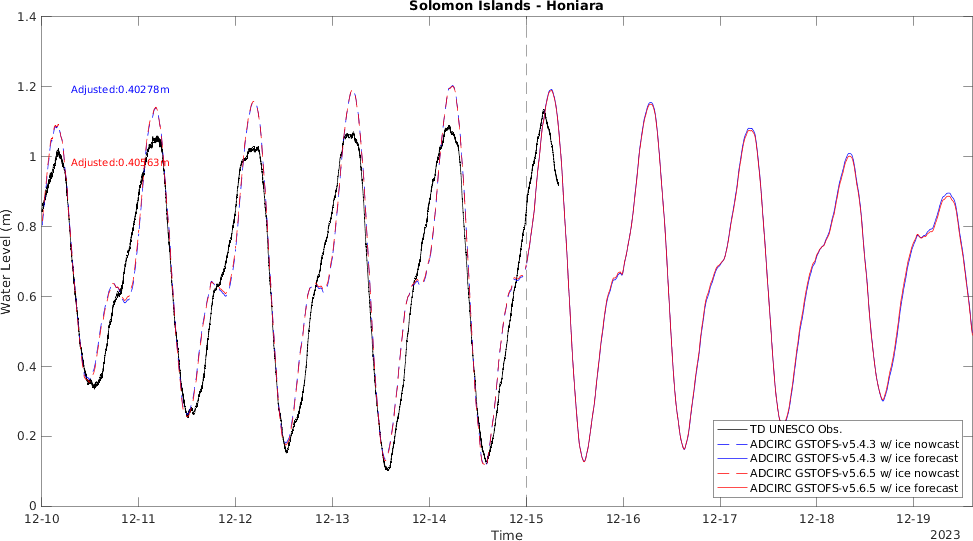 Solomon Islands - Honiara
1.4
1.2
1
0.8
0.6
0.4
0.2
0
Water Level (m)
Adjusted:0.40278m
Adjusted:0.40563m
TD UNESCO Obs.
ADCIRC GSTOFS-v5.4.3 w/ ice nowcast
ADCIRC GSTOFS-v5.4.3 w/ ice forecast
ADCIRC GSTOFS-v5.6.5 w/ ice nowcast
ADCIRC GSTOFS-v5.6.5 w/ ice forecast
12-10 12-11 12-12 12-13 12-14 12-15 12-16 12-17 12-18 12-19
Time
2023